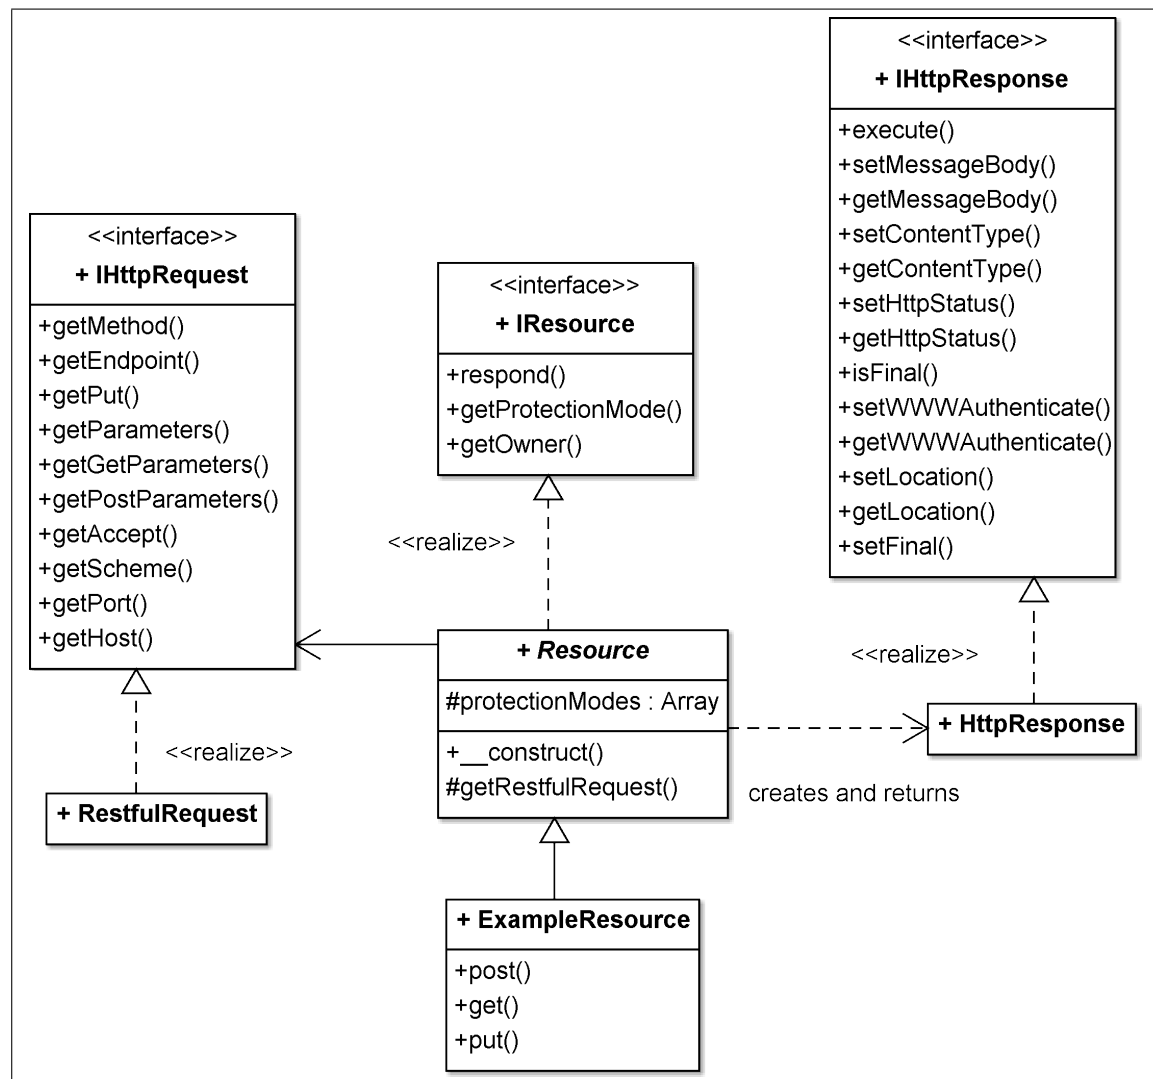 <<interface>>
+ IHttpResponse
+execute()
+setMessageBody()
+getMessageBody()
+setContentType()
+getContentType()
+setHttpStatus()
+getHttpStatus()
+isFinal()
+setWWWAuthenticate()
+getWWWAuthenticate()
+setLocation()
+getLocation()
+setFinal()
<<interface>>
+ IHttpRequest
+getMethod()
+getEndpoint()
+getPut()
+getParameters()
+getGetParameters()
+getPostParameters()
+getAccept()
+getScheme()
+getPort()
+getHost()
<<interface>>
+ IResource
+respond()
+getProtectionMode()
+getOwner()
<<realize>>
<<realize>>
<<realize>>
+ Resource
#protectionModes : Array
+__construct()
#getRestfulRequest()
+ HttpResponse
creates and returns
+ RestfulRequest
+ ExampleResource
+post()
+get()
+put()